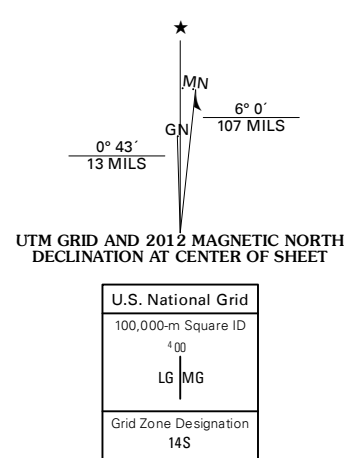 ★
MN
6° 0´
107 MILS
GN
0° 43´
13 MILS
UTM GRID AND 2012 MAGNETIC NORTH
DECLINATION AT CENTER OF SHEET
U.S. National Grid
100,000-m Square ID
⁴00
LG MG
Grid Zone Designation
14S